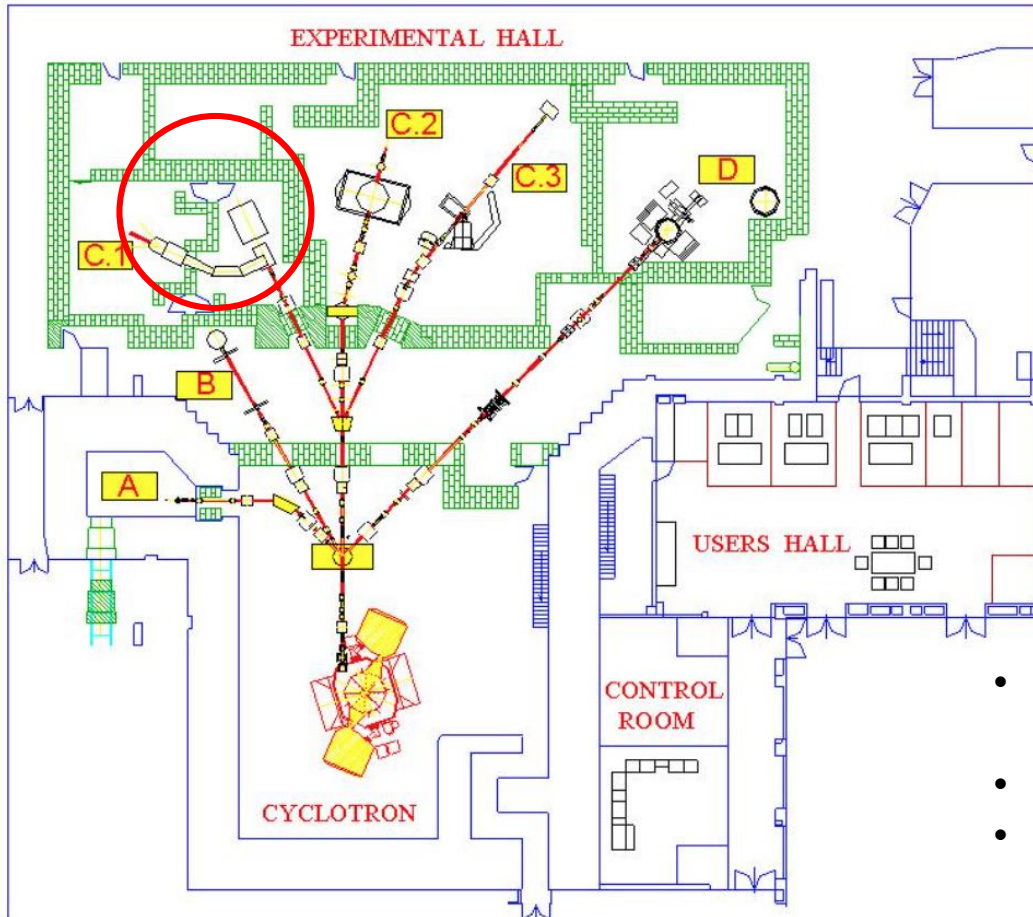 EXPERIMENTAL HALL
C.2
C.3
D
C.1
B
A
USERS HALL
CONTROL
ROOM
CYCLOTRON
•
•
•